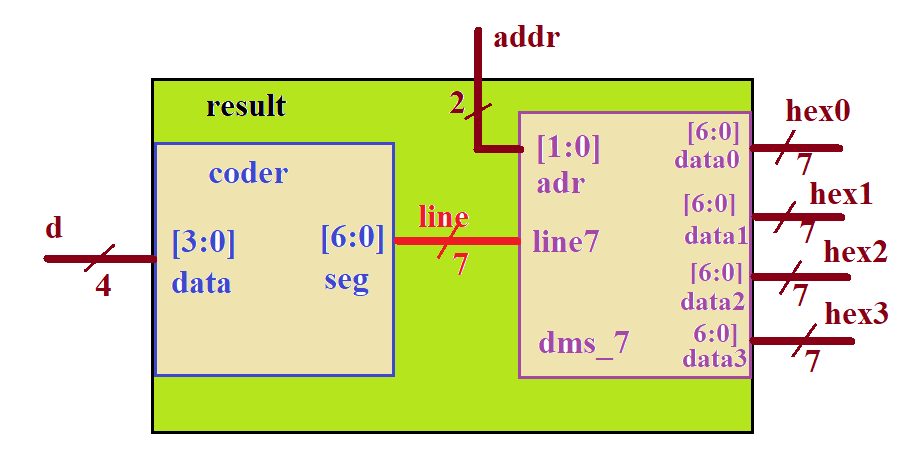 addr
2
result
hex0
7
[6:0]
data0
[1:0]
adr
coder
hex1
7
[6:0]
data1
d
4
[3:0]
data
[6:0]
seg
line
7
line7
hex2
7
[6:0]
data2
hex3
7
6:0]
data3
dms_7